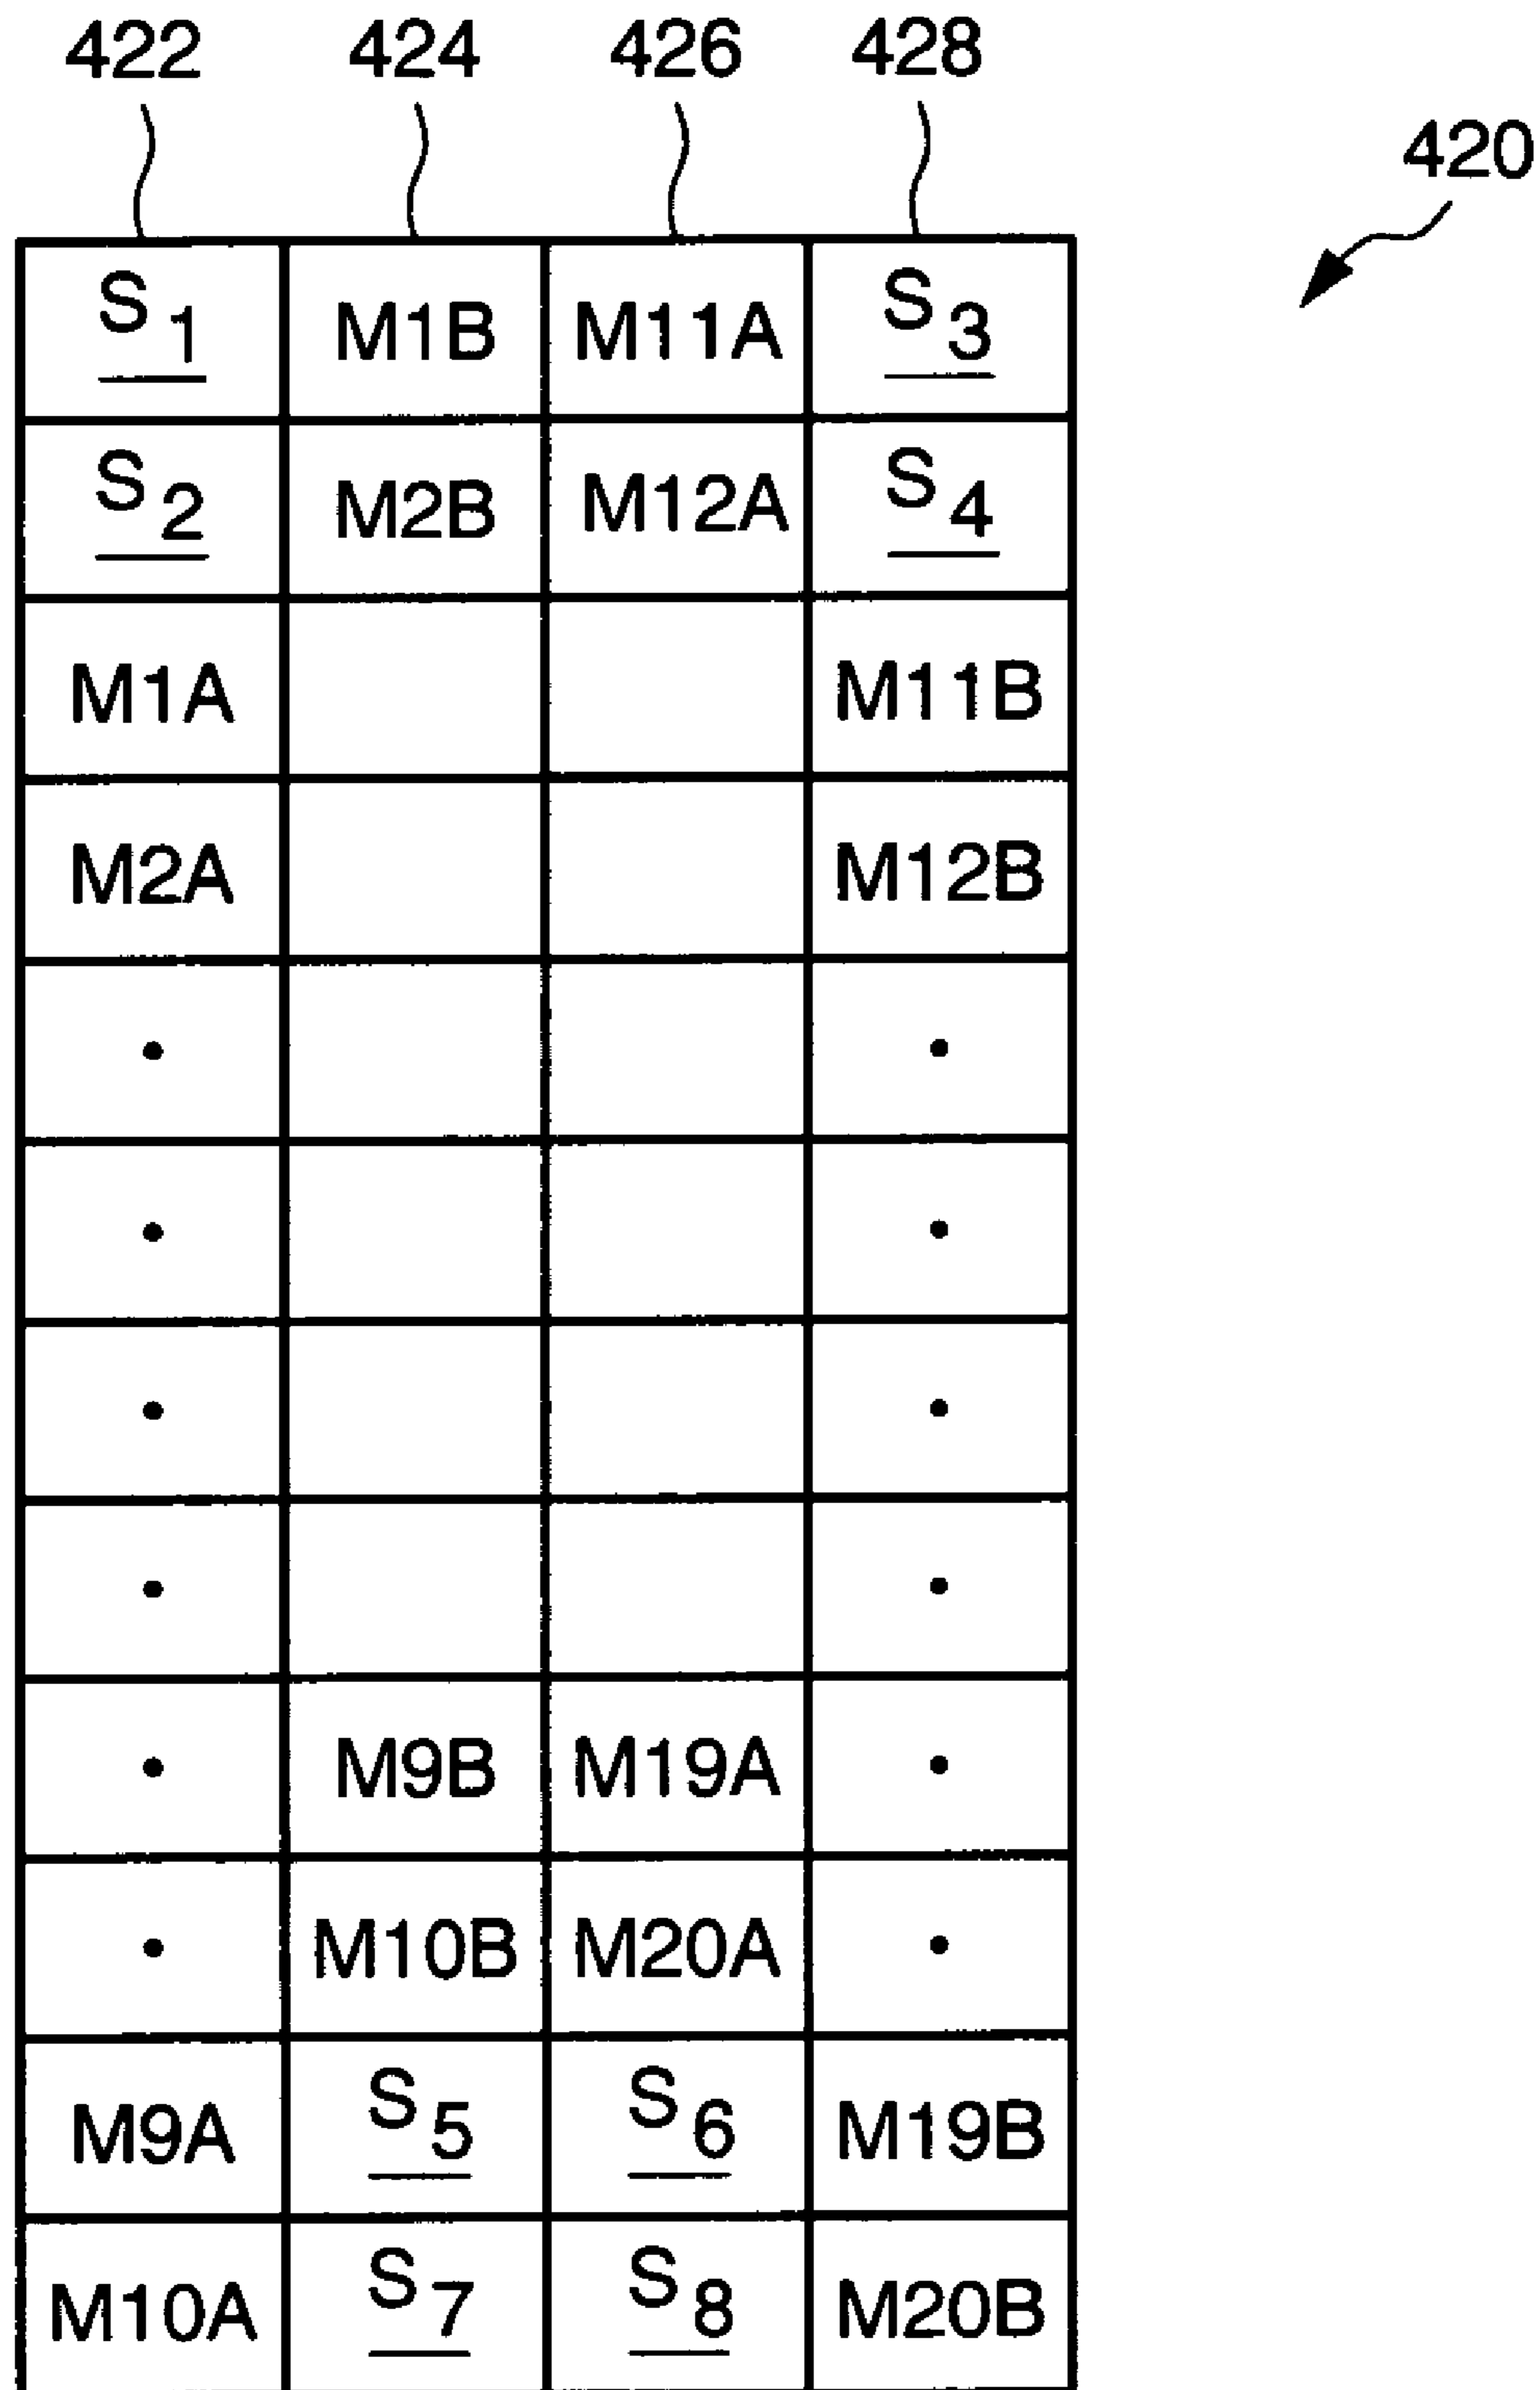 422 424 426 428
420
S1 M1B M11A S3
S2 M2B M12A S4
M1A M11B
M2A M12B
• •
• •
• •
• •
• M9B M19A •
• M10B M20A •
M9A S5 S6 M19B
M10A S7 S8 M20B